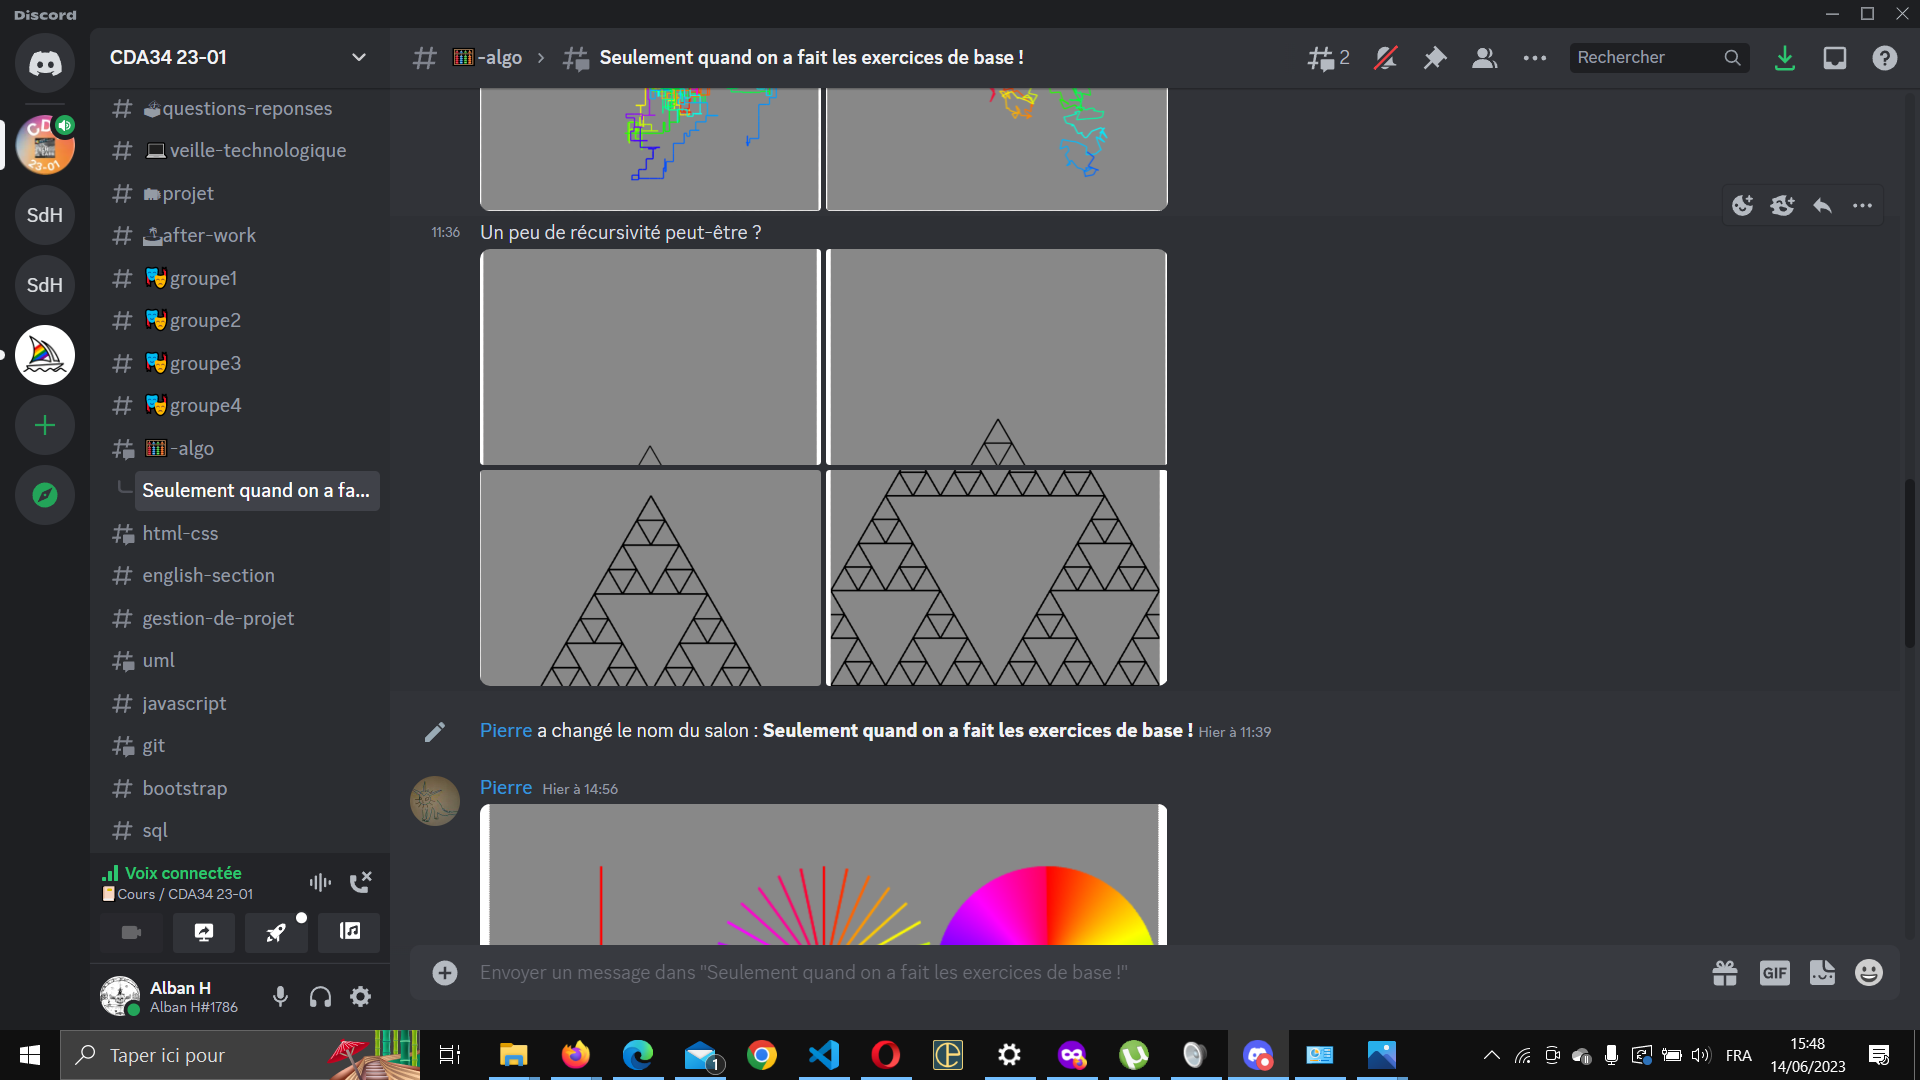 Discord
CDA34 23-01
-algo
Seulement quand on a fait les exercices de base !
2
Rechercher
questions-reponses
veille-technologique
projet
after-work
groupe1
groupe2
groupe3
groupe4
-algo
Seulement quand on a fa...
html-css
english-section
gestion-de-projet
uml
javascript
git
bootstrap
sql
CD
23-01
SdH
SdH
11:36
Un peu de récursivité peut-être ?
Pierre a changé le nom du salon : Seulement quand on a fait les exercices de base ! Hier à 11:39
Pierre Hier à 14:56
Envoyer un message dans "Seulement quand on a fait les exercices de base !"
GIF
Voix connectée
Cours / CDA34 23-01
Alban H
Alban H#1786
Taper ici pour
1
FRA
15:48
14/06/2023